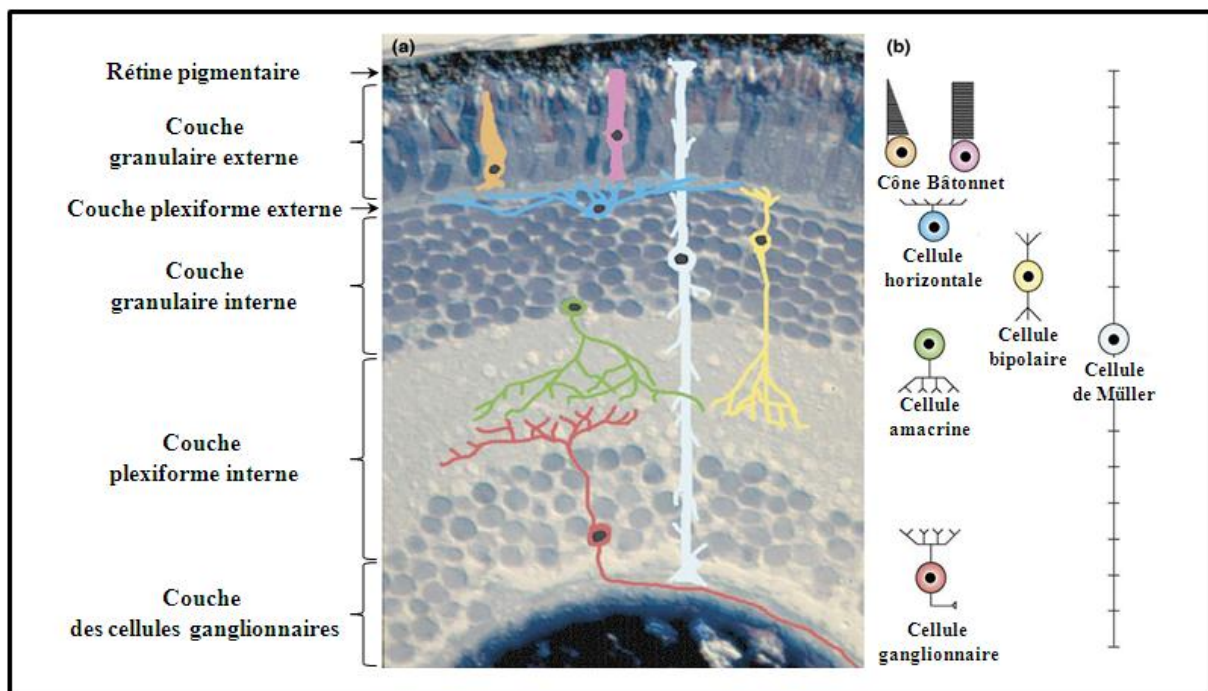 Rétine pigmentaire
Couche
granulaire externe
Couche plexiforme externe
Couche
granulaire interne
Couche
plexiforme interne
Couche
des cellules ganglionnaires
(a)
(b)
Cône Bâtonnet
Cellule
horizontale
Cellule
bipolaire
Cellule
de Müller
Cellule
amacrine
Cellule
ganglionnaire